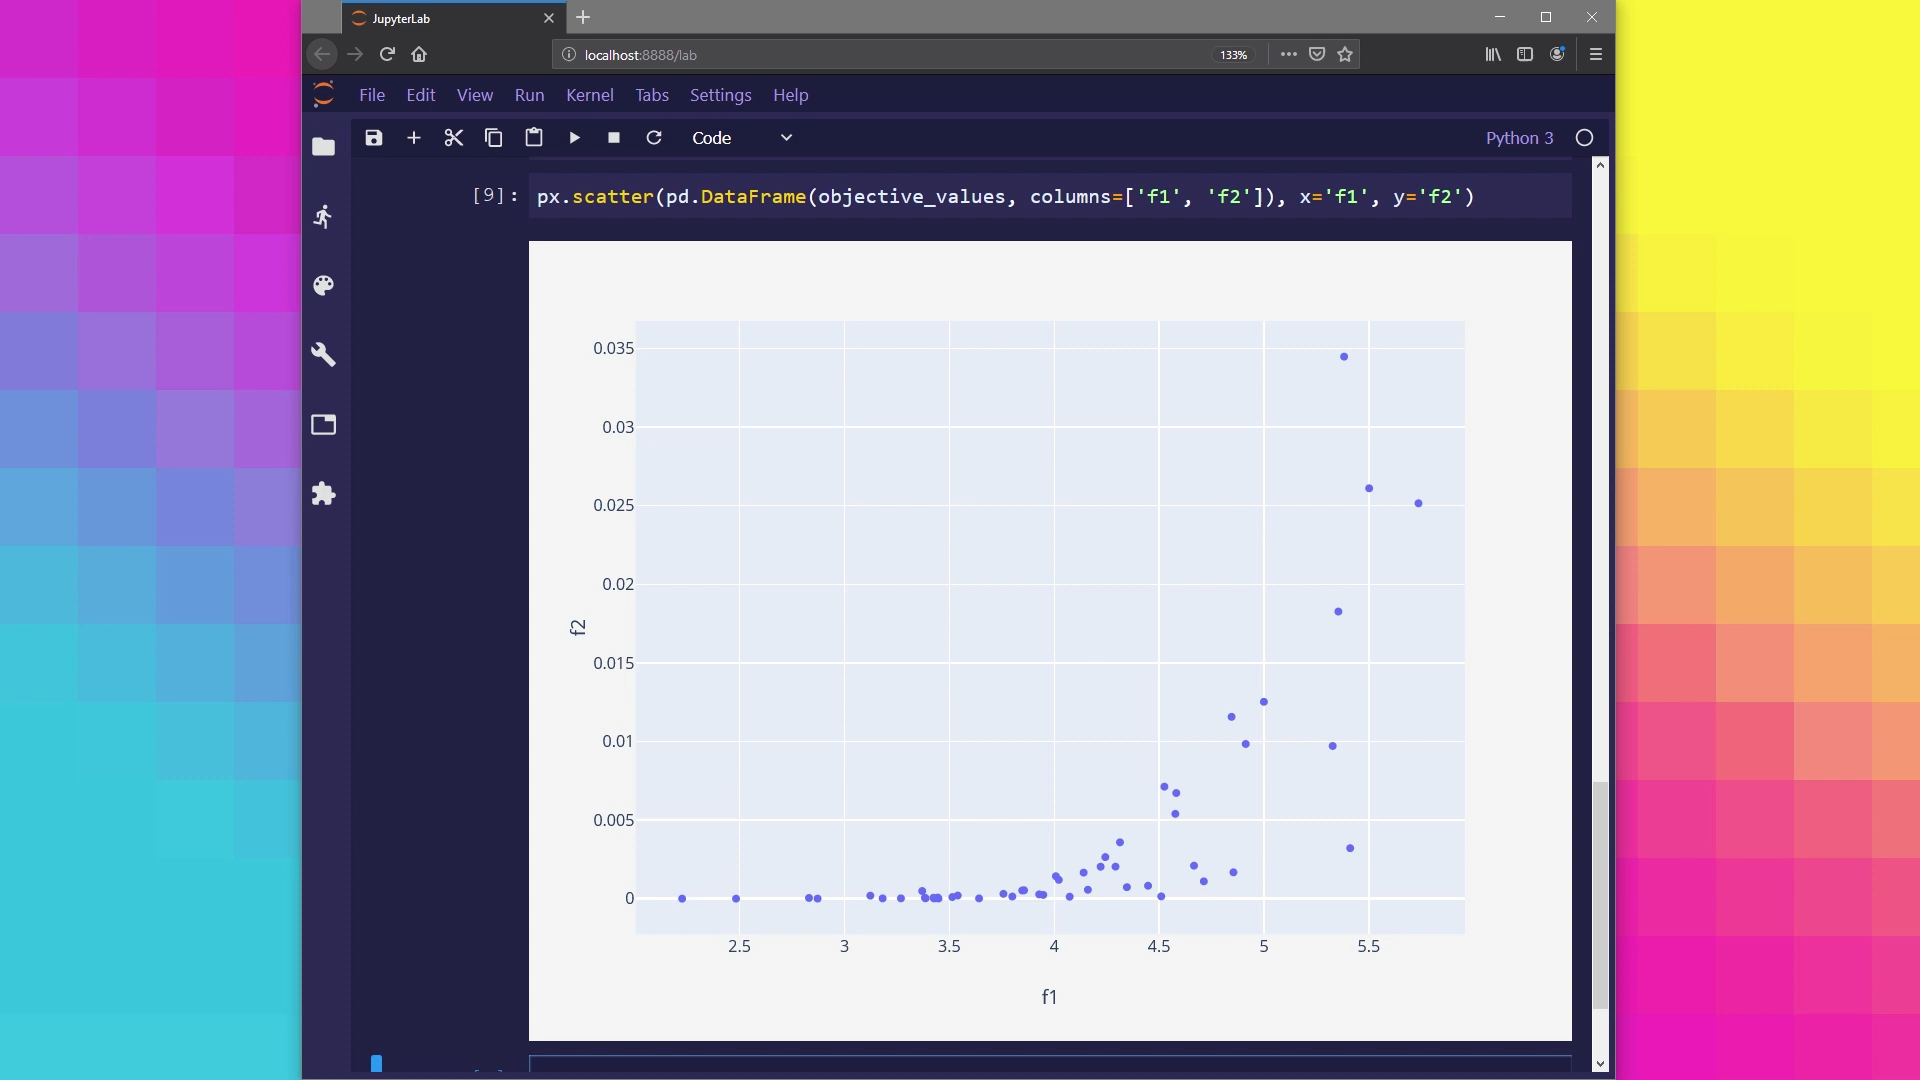 JupyterLab
localhost:8888/lab
133%
File Edit View Run Kernel Tabs Settings Help
Code
Python 3
[9]: px.scatter(pd.DataFrame(objective_values, columns=['f1', 'f2']), x='f1', y='f2')
0.035
0.03
0.025
0.02
0.015
0.01
0.005
0
f2
2.5 3 3.5 4 4.5 5 5.5
f1